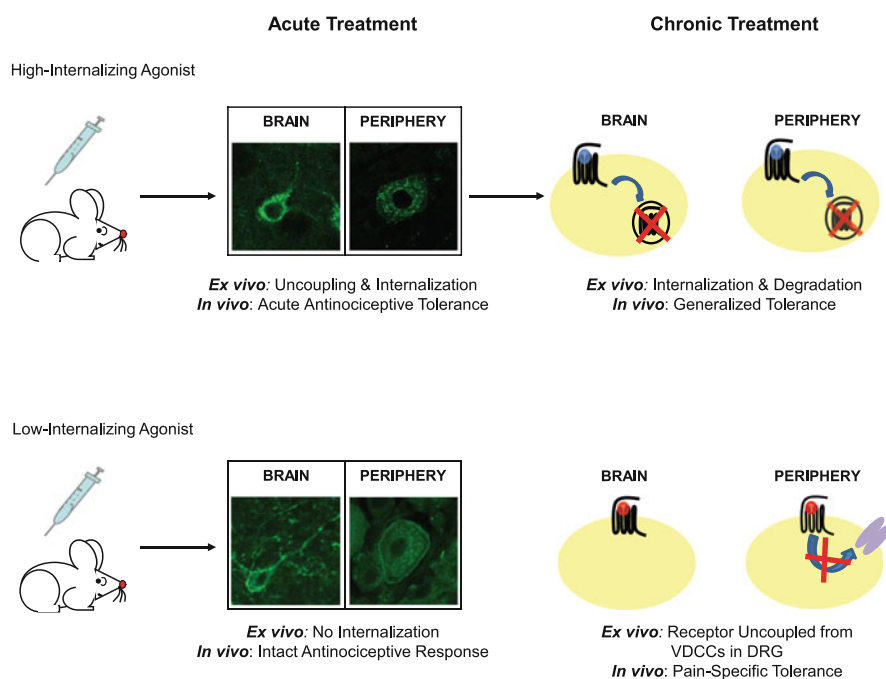 Acute Treatment
Chronic Treatment
High-Internalizing Agonist
BRAIN
PERIPHERY
BRAIN
PERIPHERY
Ex vivo: Uncoupling & Internalization
In vivo: Acute Antinociceptive Tolerance
Ex vivo: Internalization & Degradation
In vivo: Generalized Tolerance
Low-Internalizing Agonist
BRAIN
PERIPHERY
BRAIN
PERIPHERY
Ex vivo: No Internalization
In vivo: Intact Antinociceptive Response
Ex vivo: Receptor Uncoupled from
VDCCs in DRG
In vivo: Pain-Specific Tolerance